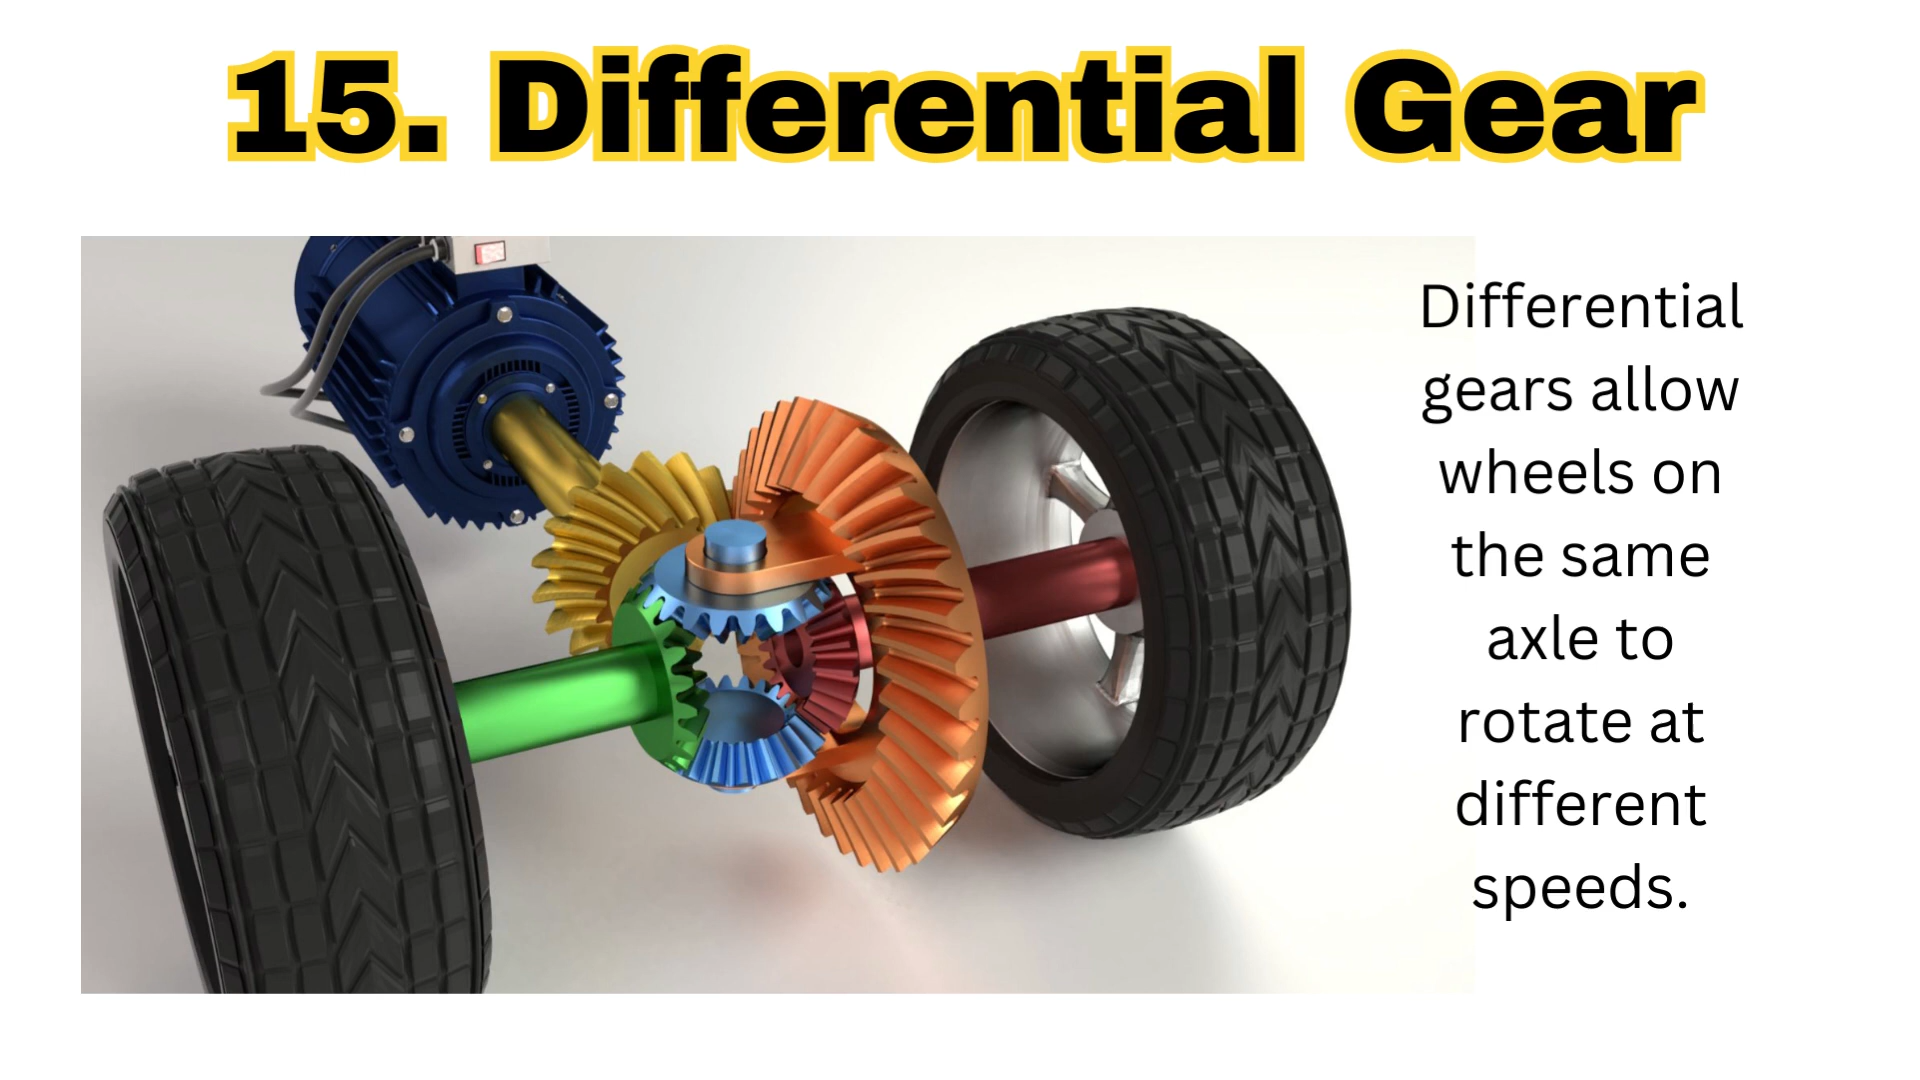 15. Differential Gear
Differential
gears allow
wheels on
the same
axle to
rotate at
different
speeds.